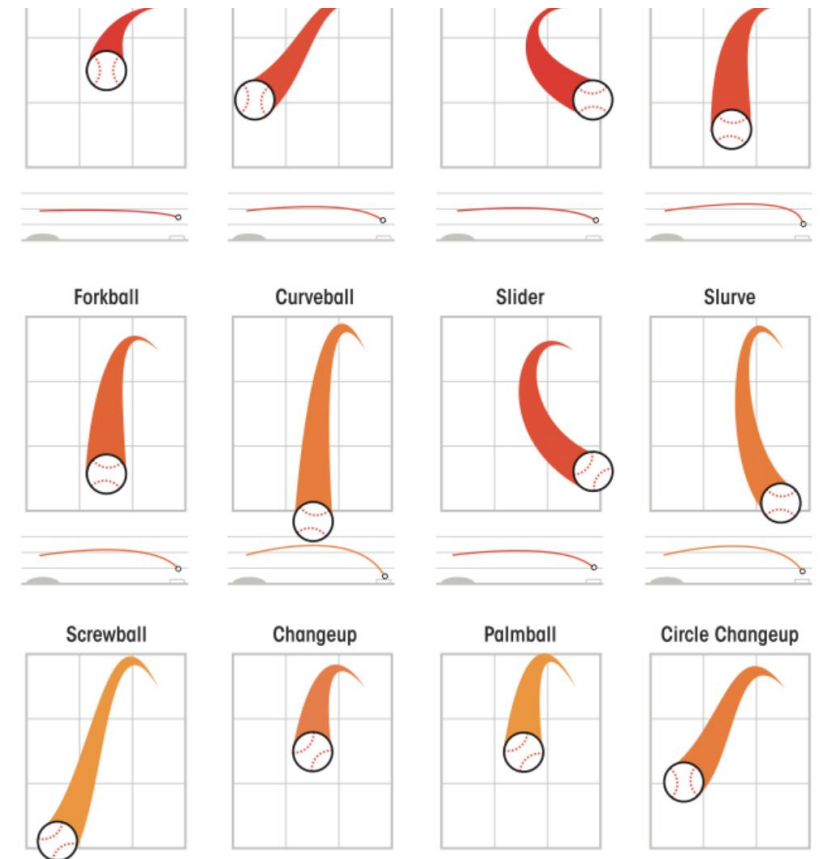 Forkball
Curveball
Slider
Slurve
Screwball
Changeup
Palmball
Circle Changeup